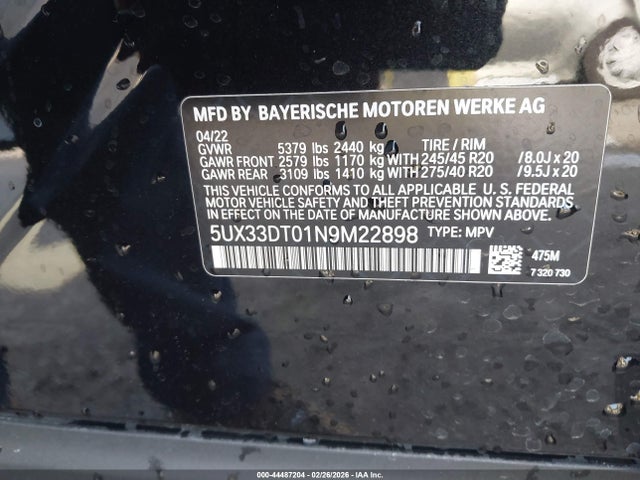 MFD BY BAYERISCHE MOTOREN WERKE AG
04/22
GVWR 5379 lbs 2440 kg TIRE / RIM
GAWR FRONT 2579 lbs 1170 kg WITH 245/45 R20 /8.0J x 20
GAWR REAR 3109 lbs 1410 kg WITH 275/40 R20 /9.5J x 20
THIS VEHICLE CONFORMS TO ALL APPLICABLE U. S. FEDERAL
MOTOR VEHICLE SAFETY AND THEFT PREVENTION STANDARDS
IN EFFECT ON THE DATE OF MANUFACTURE SHOWN ABOVE.
5UX33DT01N9M22898 TYPE: MPV
475M
7 320 730
000-44487204 - 02/26/2026 - IAA Inc.